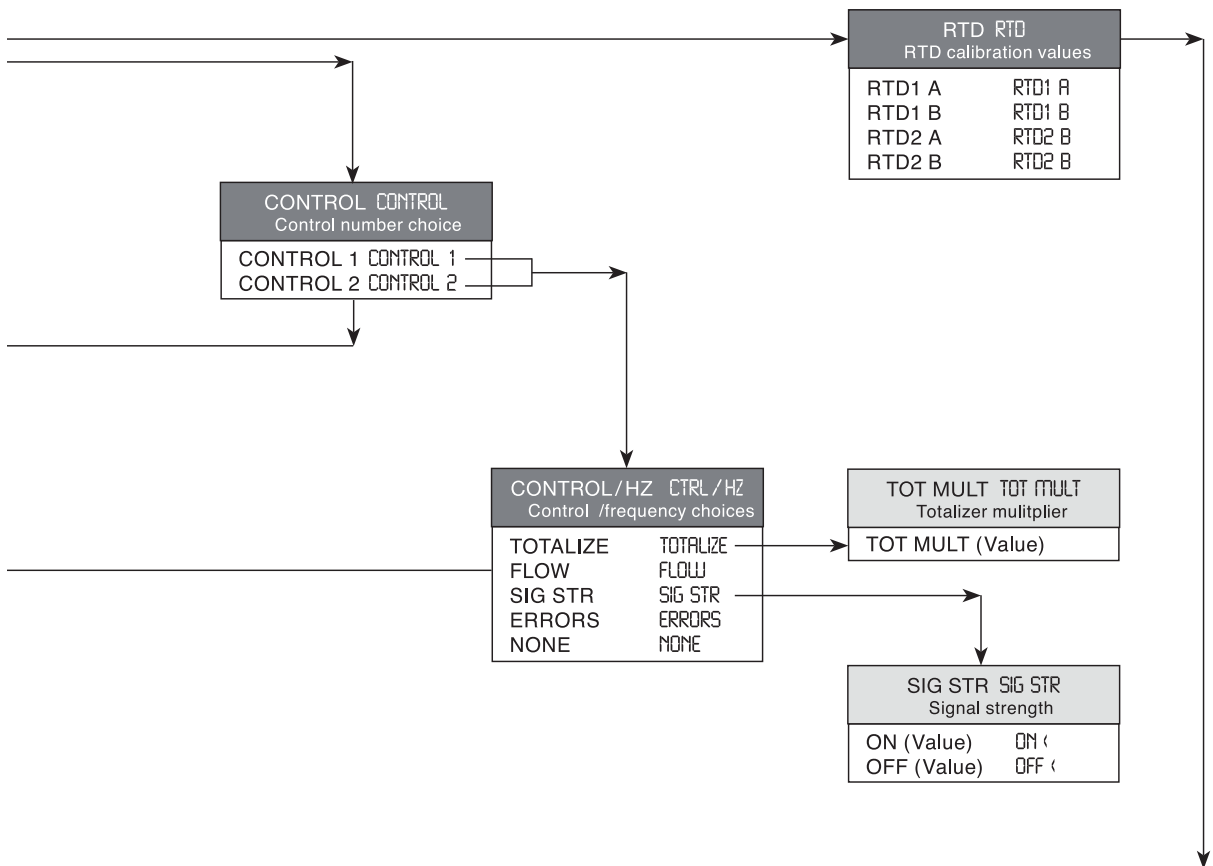 RTD RTD
RTD calibration values
RTD1 A RTD1 A
RTD1 B RTD1 B
RTD2 A RTD2 B
RTD2 B RTD2 B
CONTROL CONTROL
Control number choice
CONTROL 1 CONTROL 1
CONTROL 2 CONTROL 2
CONTROL/HZ CTRL/HZ
Control /frequency choices
TOTALIZE TOTALIZE
FLOW FLOW
SIG STR SIG STR
ERRORS ERRORS
NONE NONE
TOT MULT TOT MULT
Totalizer mulitplier
TOT MULT (Value)
SIG STR SIG STR
Signal strength
ON (Value) ON <
OFF (Value) OFF <